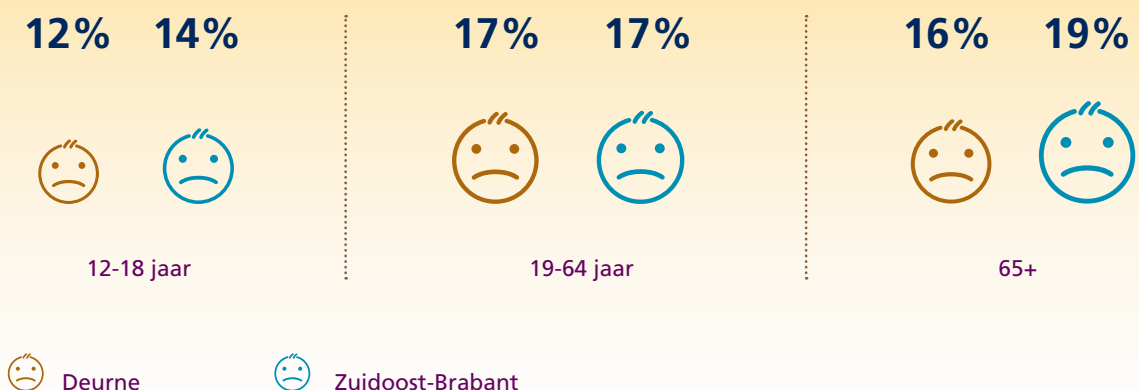 12% 14% 17% 17% 16% 19%
12-18 jaar 19-64 jaar 65+
Deurne Zuidoost-Brabant